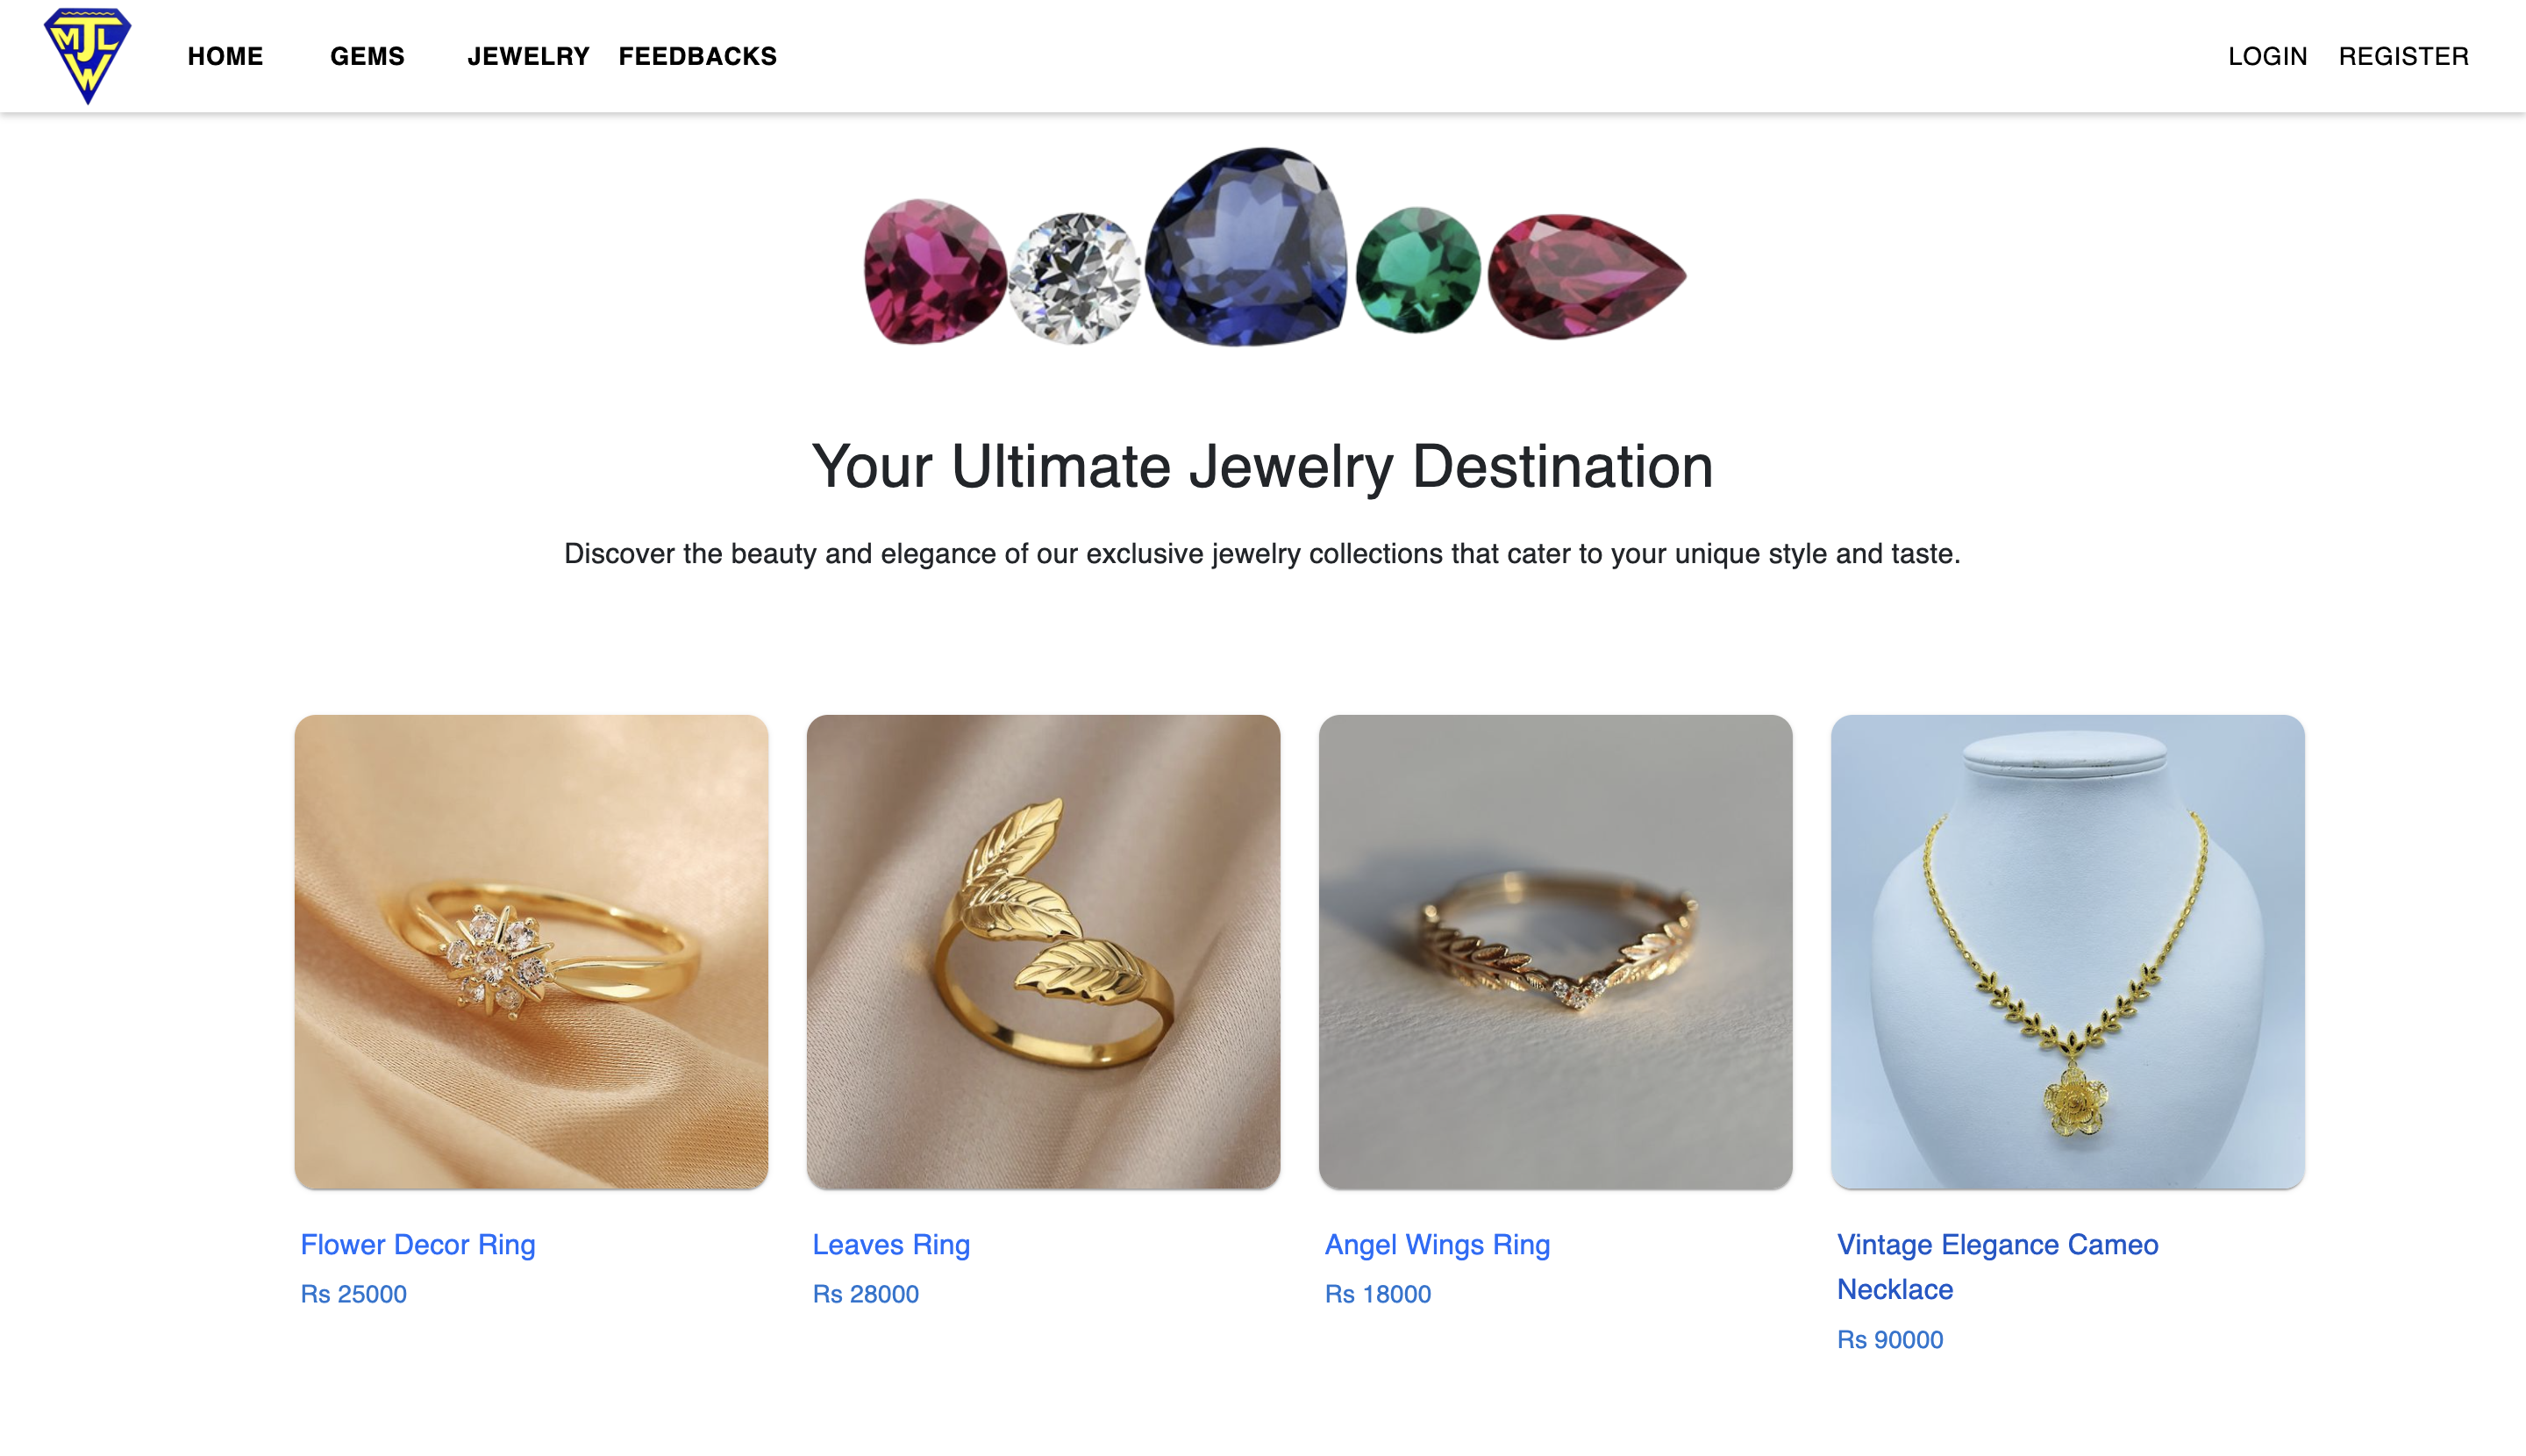 MJL
W
HOME GEMS JEWELRY FEEDBACKS LOGIN REGISTER
Your Ultimate Jewelry Destination
Discover the beauty and elegance of our exclusive jewelry collections that cater to your unique style and taste.
Flower Decor Ring
Rs 25000
Leaves Ring
Rs 28000
Angel Wings Ring
Rs 18000
Vintage Elegance Cameo
Necklace
Rs 90000